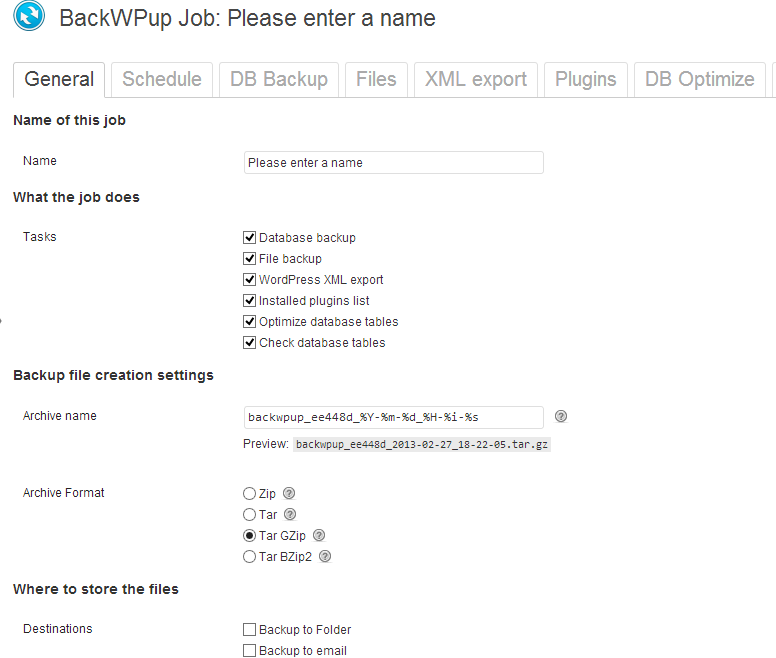 BackWPup Job: Please enter a name
General Schedule DB Backup Files XML export Plugins DB Optimize
Name of this job
Name Please enter a name
What the job does
Tasks Database backup
File backup
WordPress XML export
Installed plugins list
Optimize database tables
Check database tables
Backup file creation settings
Archive name backwpup_ee448d_%Y-%m-%d_%H-%i-%s ?
Preview: backwpup_ee448d_2013-02-27_18-22-05.tar.gz
Archive Format Zip ?
Tar ?
Tar GZip ?
Tar BZip2 ?
Where to store the files
Destinations Backup to Folder
Backup to email